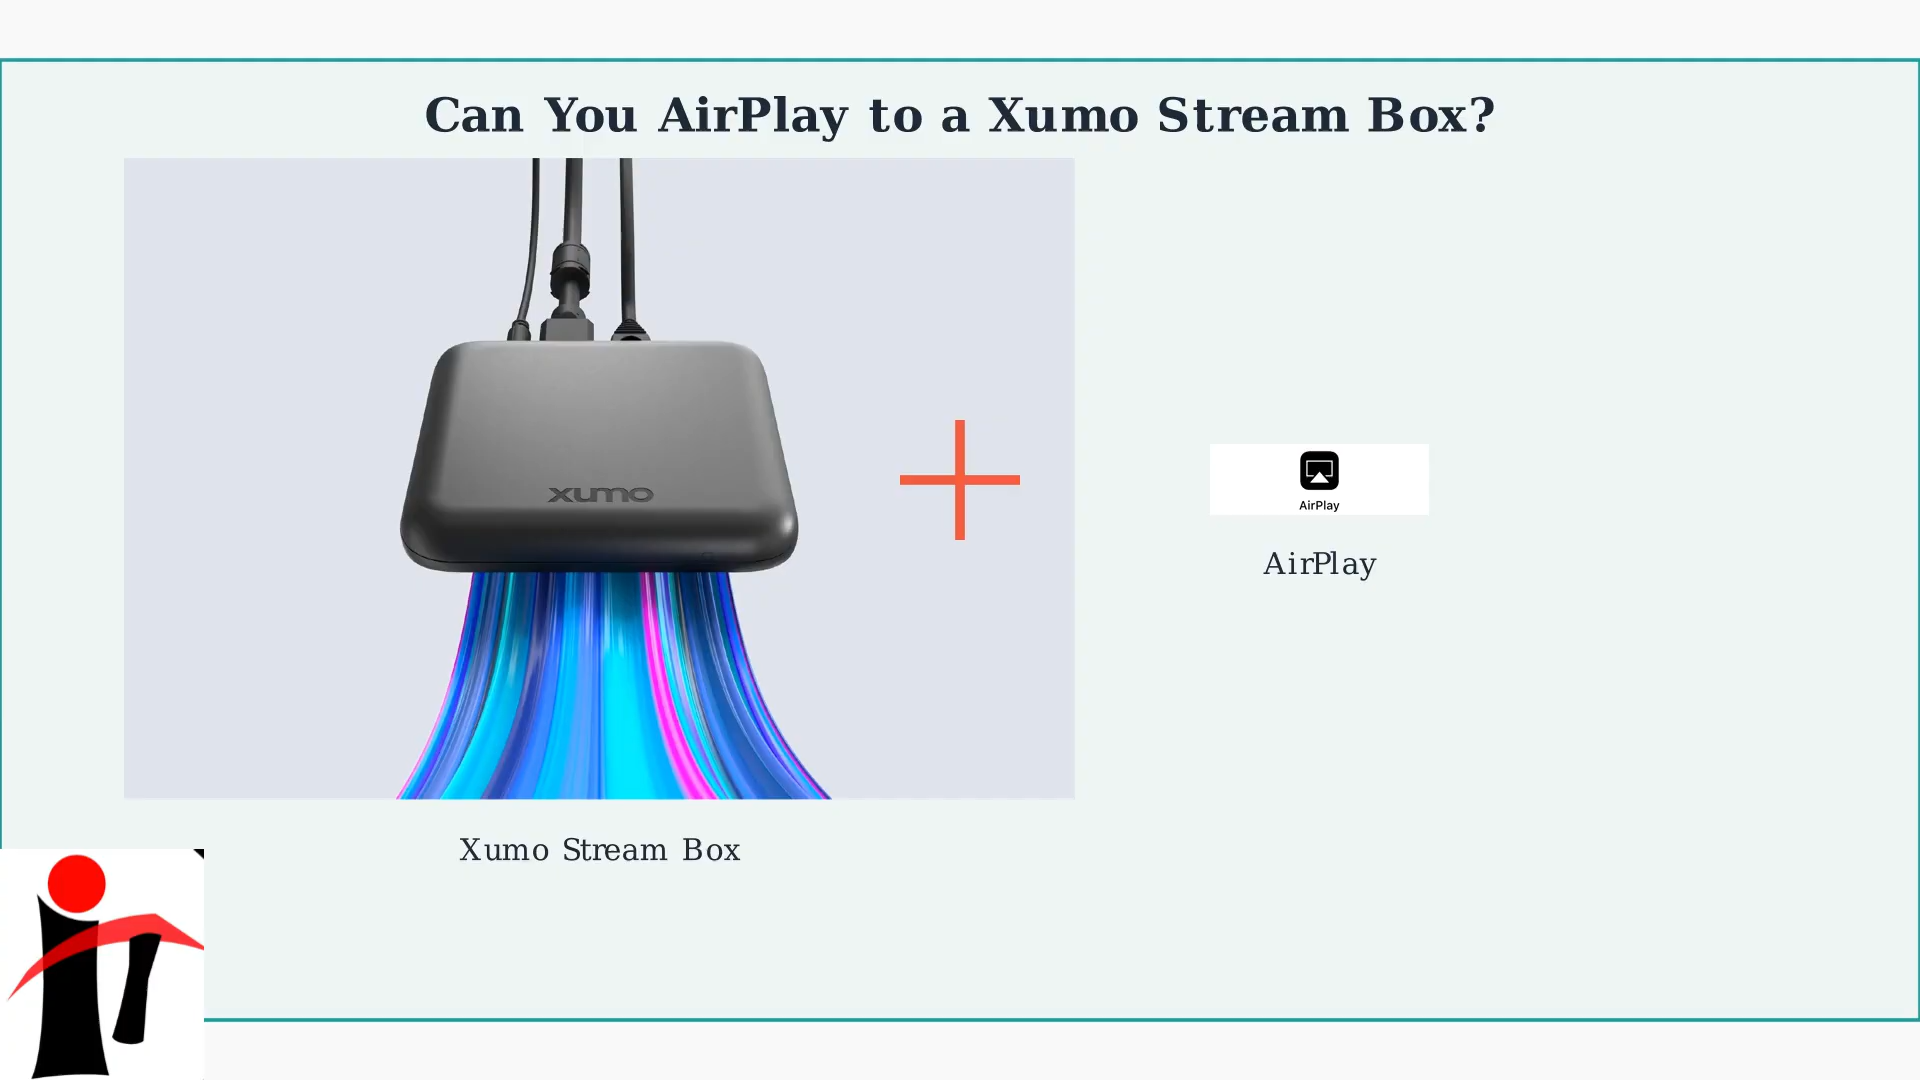 Can You AirPlay to a Xumo Stream Box?
xumo
AirPlay
AirPlay
Xumo Stream Box